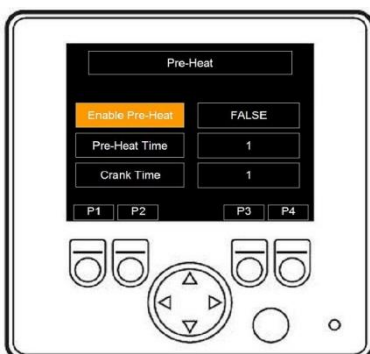 Pre-Heat
Enable Pre-Heat FALSE
Pre-Heat Time 1
Crank Time 1
P1 P2 P3 P4